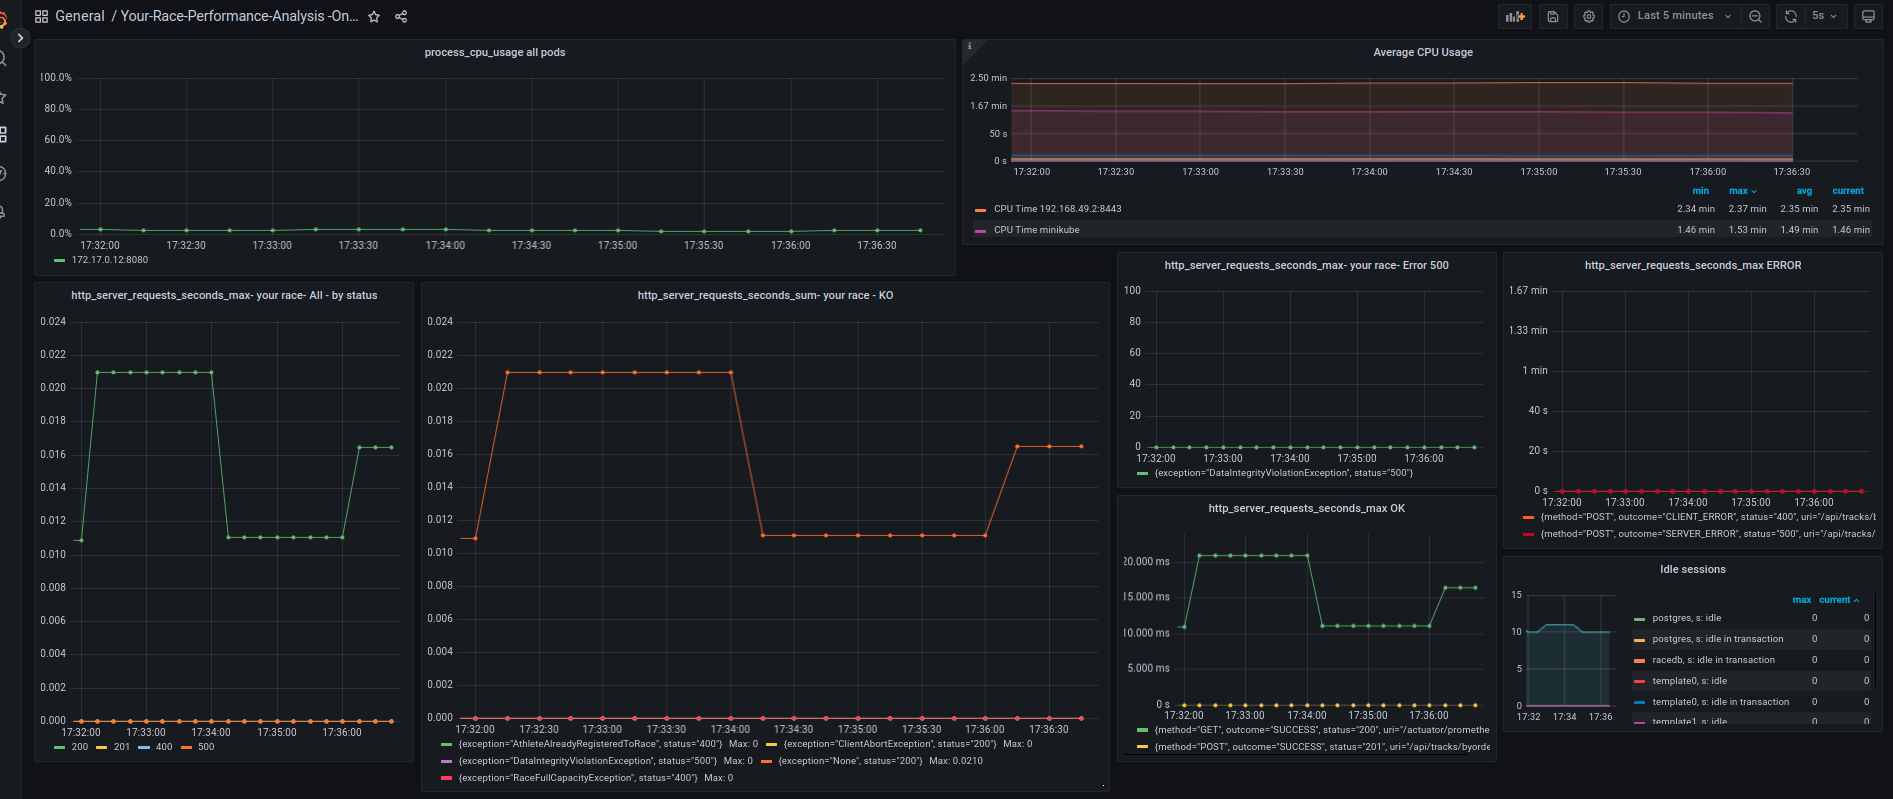 General / Your-Race-Performance-Analysis -On...
Last 5 minutes
5s
process_cpu_usage all pods
100.0%
80.0%
60.0%
40.0%
20.0%
0.0%
17:32:00 17:32:30 17:33:00 17:33:30 17:34:00 17:34:30 17:35:00 17:35:30 17:36:00 17:36:30
172.17.0.12:8080
i
Average CPU Usage
2.50 min
1.67 min
50 s
0 s
17:32:00 17:32:30 17:33:00 17:33:30 17:34:00 17:34:30 17:35:00 17:35:30 17:36:00 17:36:30
min max avg current
CPU Time 192.168.49.2:8443 2.34 min 2.37 min 2.35 min 2.35 min
CPU Time minikube 1.46 min 1.53 min 1.49 min 1.46 min
http_server_requests_seconds_max- your race- All - by status
0.024
0.022
0.020
0.018
0.016
0.014
0.012
0.010
0.008
0.006
0.004
0.002
0.000
17:32:00 17:33:00 17:34:00 17:35:00 17:36:00
200 201 400 500
http_server_requests_seconds_sum- your race - KO
0.024
0.022
0.020
0.018
0.016
0.014
0.012
0.010
0.008
0.006
0.004
0.002
0.000
17:32:00 17:32:30 17:33:00 17:33:30 17:34:00 17:34:30 17:35:00 17:35:30 17:36:00 17:36:30
{exception="AthleteAlreadyRegisteredToRace", status="400"} Max: 0 {exception="ClientAbortException", status="200"} Max: 0
{exception="DataIntegrityViolationException", status="500"} Max: 0 {exception="None", status="200"} Max: 0.0210
{exception="RaceFullCapacityException", status="400"} Max: 0
http_server_requests_seconds_max- your race- Error 500
100
80
60
40
20
0
17:32:00 17:33:00 17:34:00 17:35:00 17:36:00
{exception="DataIntegrityViolationException", status="500"}
http_server_requests_seconds_max OK
20.000 ms
15.000 ms
10.000 ms
5.000 ms
0 s
17:32:00 17:33:00 17:34:00 17:35:00 17:36:00
{method="GET", outcome="SUCCESS", status="200", uri="/actuator/promethe
{method="POST", outcome="SUCCESS", status="201", uri="/api/tracks/byorde
http_server_requests_seconds_max ERROR
1.67 min
1.33 min
1 min
40 s
20 s
0 s
17:32:00 17:33:00 17:34:00 17:35:00 17:36:00
{method="POST", outcome="CLIENT_ERROR", status="400", uri="/api/tracks/b
{method="POST", outcome="SERVER_ERROR", status="500", uri="/api/tracks/
Idle sessions
15
10
5
0
17:32 17:34 17:36
max current
postgres, s: idle 0 0
postgres, s: idle in transaction 0 0
racedb, s: idle in transaction 0 0
template0, s: idle 0 0
template0, s: idle in transaction 0 0
template1, s: idle 0 0